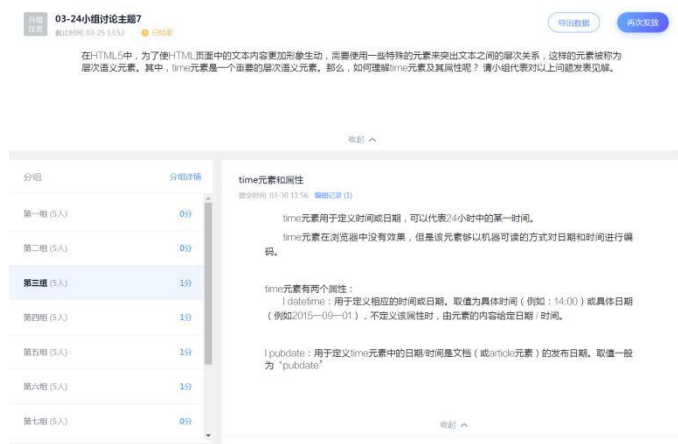 分组
任务
03-24小组讨论主题7
截止时间: 03-25 13:52
已结束
导出数据
再次发放
在HTML5中，为了使HTML页面中的文本内容更加形象生动，需要使用一些特殊的元素来突出文本之间的层次关系，这样的元素被称为
层次语义元素。其中，time元素是一个重要的层次语义元素。那么，如何理解time元素及其属性呢？请小组代表对以上问题发表见解。
收起
分组
分组详情
第一组 (5人)
0分
第二组 (5人)
0分
第三组 (5人)
1分
第四组 (5人)
1分
第五组 (5人)
1分
第六组 (5人)
1分
第七组 (5人)
0分
time元素和属性
提交时间: 03-30 11:56 编辑记录 (1)
time元素用于定义时间或日期，可以代表24小时中的某一时间。
time元素在浏览器中没有效果，但是该元素够以机器可读的方式对日期和时间进行编
码。
time元素有两个属性：
l datetime：用于定义相应的时间或日期。取值为具体时间（例如：14:00）或具体日期
（例如2015—09—01），不定义该属性时，由元素的内容给定日期 / 时间。
l pubdate：用于定义time元素中的日期/时间是文档（或article元素）的发布日期。取值一般
为“pubdate”
收起